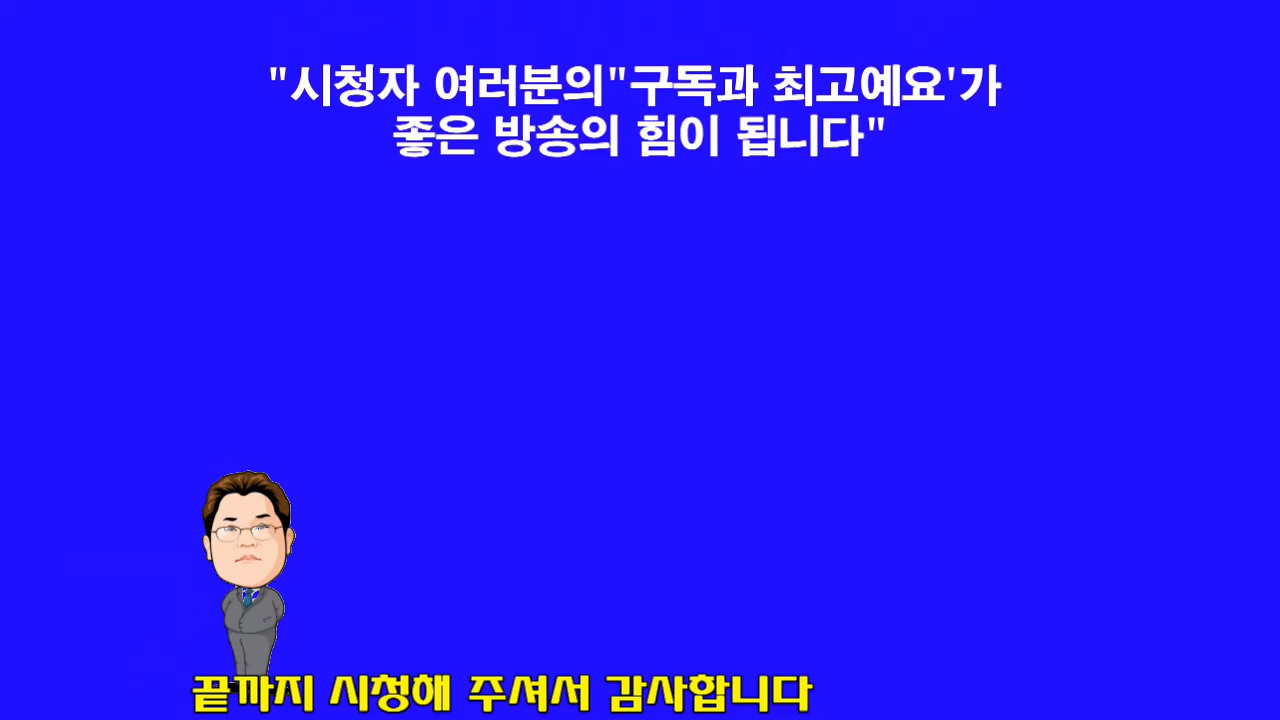 "시청자 여러분의"구독과 최고예요'가
좋은 방송의 힘이 됩니다"
끝까지 시청해 주셔서 감사합니다